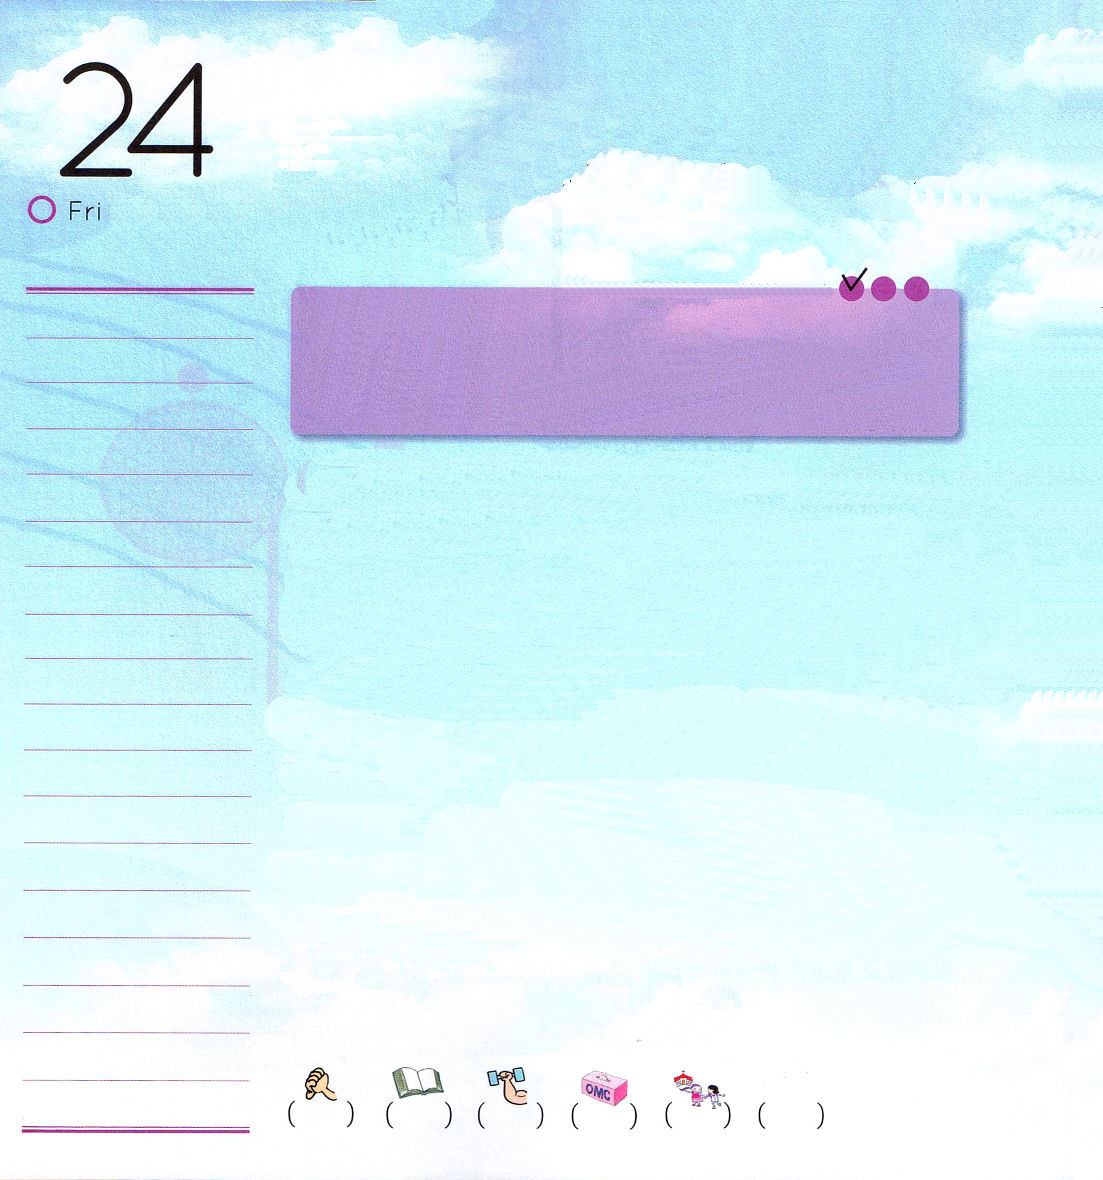 24
Fri
OMC
( ) ( ) ( ) ( ) ( ) ( )